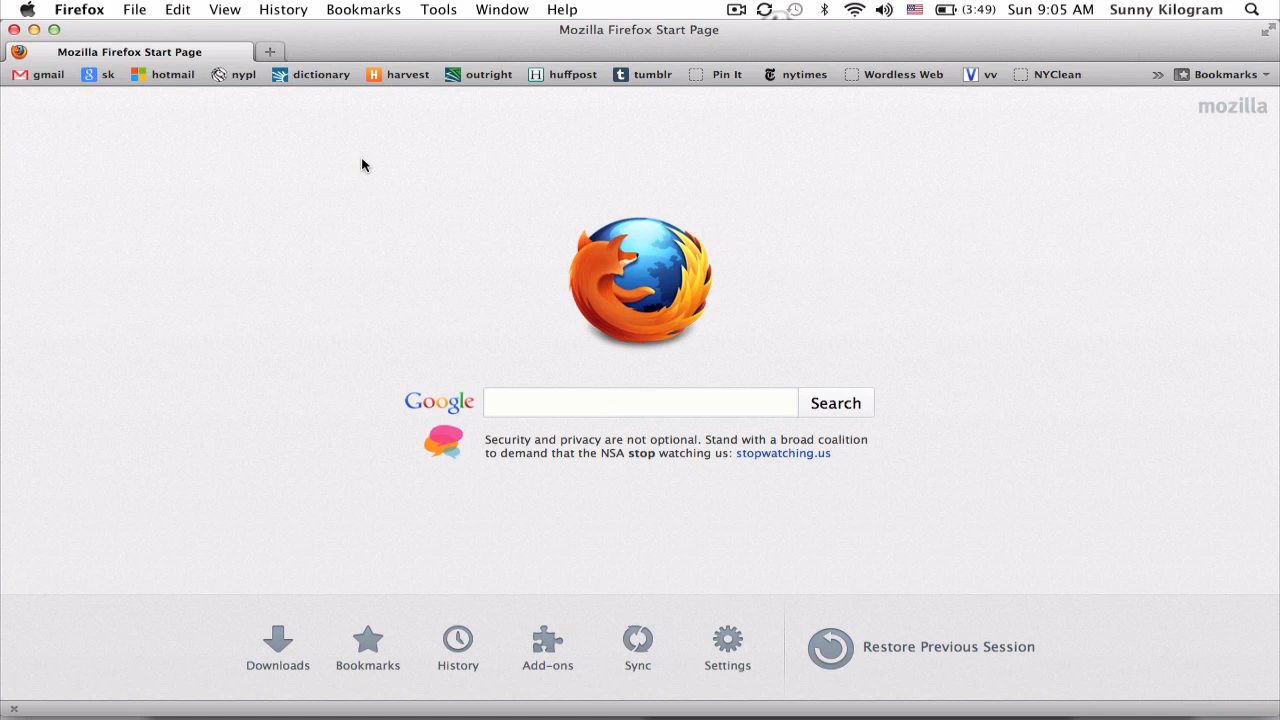 Firefox File Edit View History Bookmarks Tools Window Help (3:49) Sun 9:05 AM Sunny Kilogram
Mozilla Firefox Start Page
Mozilla Firefox Start Page
gmail sk hotmail nypl dictionary harvest outright huffpost tumblr Pin It nytimes Wordless Web vv NYClean Bookmarks
mozilla
Google Search
Security and privacy are not optional. Stand with a broad coalition
to demand that the NSA stop watching us: stopwatching.us
Downloads Bookmarks History Add-ons Sync Settings Restore Previous Session